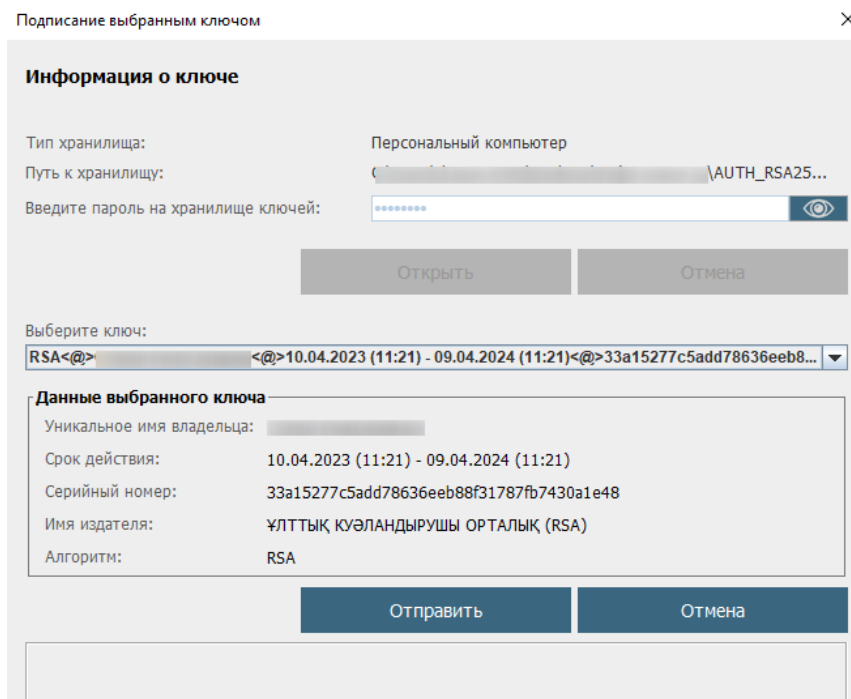 Подписание выбранным ключом
Информация о ключе
Тип хранилища: Персональный компьютер
Путь к хранилищу: \AUTH_RSA25...
Введите пароль на хранилище ключей:
Открыть Отмена
Выберите ключ:
RSA<@> <@>10.04.2023 (11:21) - 09.04.2024 (11:21)<@>33a15277c5add78636eeb8...
Данные выбранного ключа
Уникальное имя владельца:
Срок действия: 10.04.2023 (11:21) - 09.04.2024 (11:21)
Серийный номер: 33a15277c5add78636eeb88f31787fb7430a1e48
Имя издателя: ҰЛТТЫҚ КУӘЛАНДЫРУШЫ ОРТАЛЫҚ (RSA)
Алгоритм: RSA
Отправить Отмена